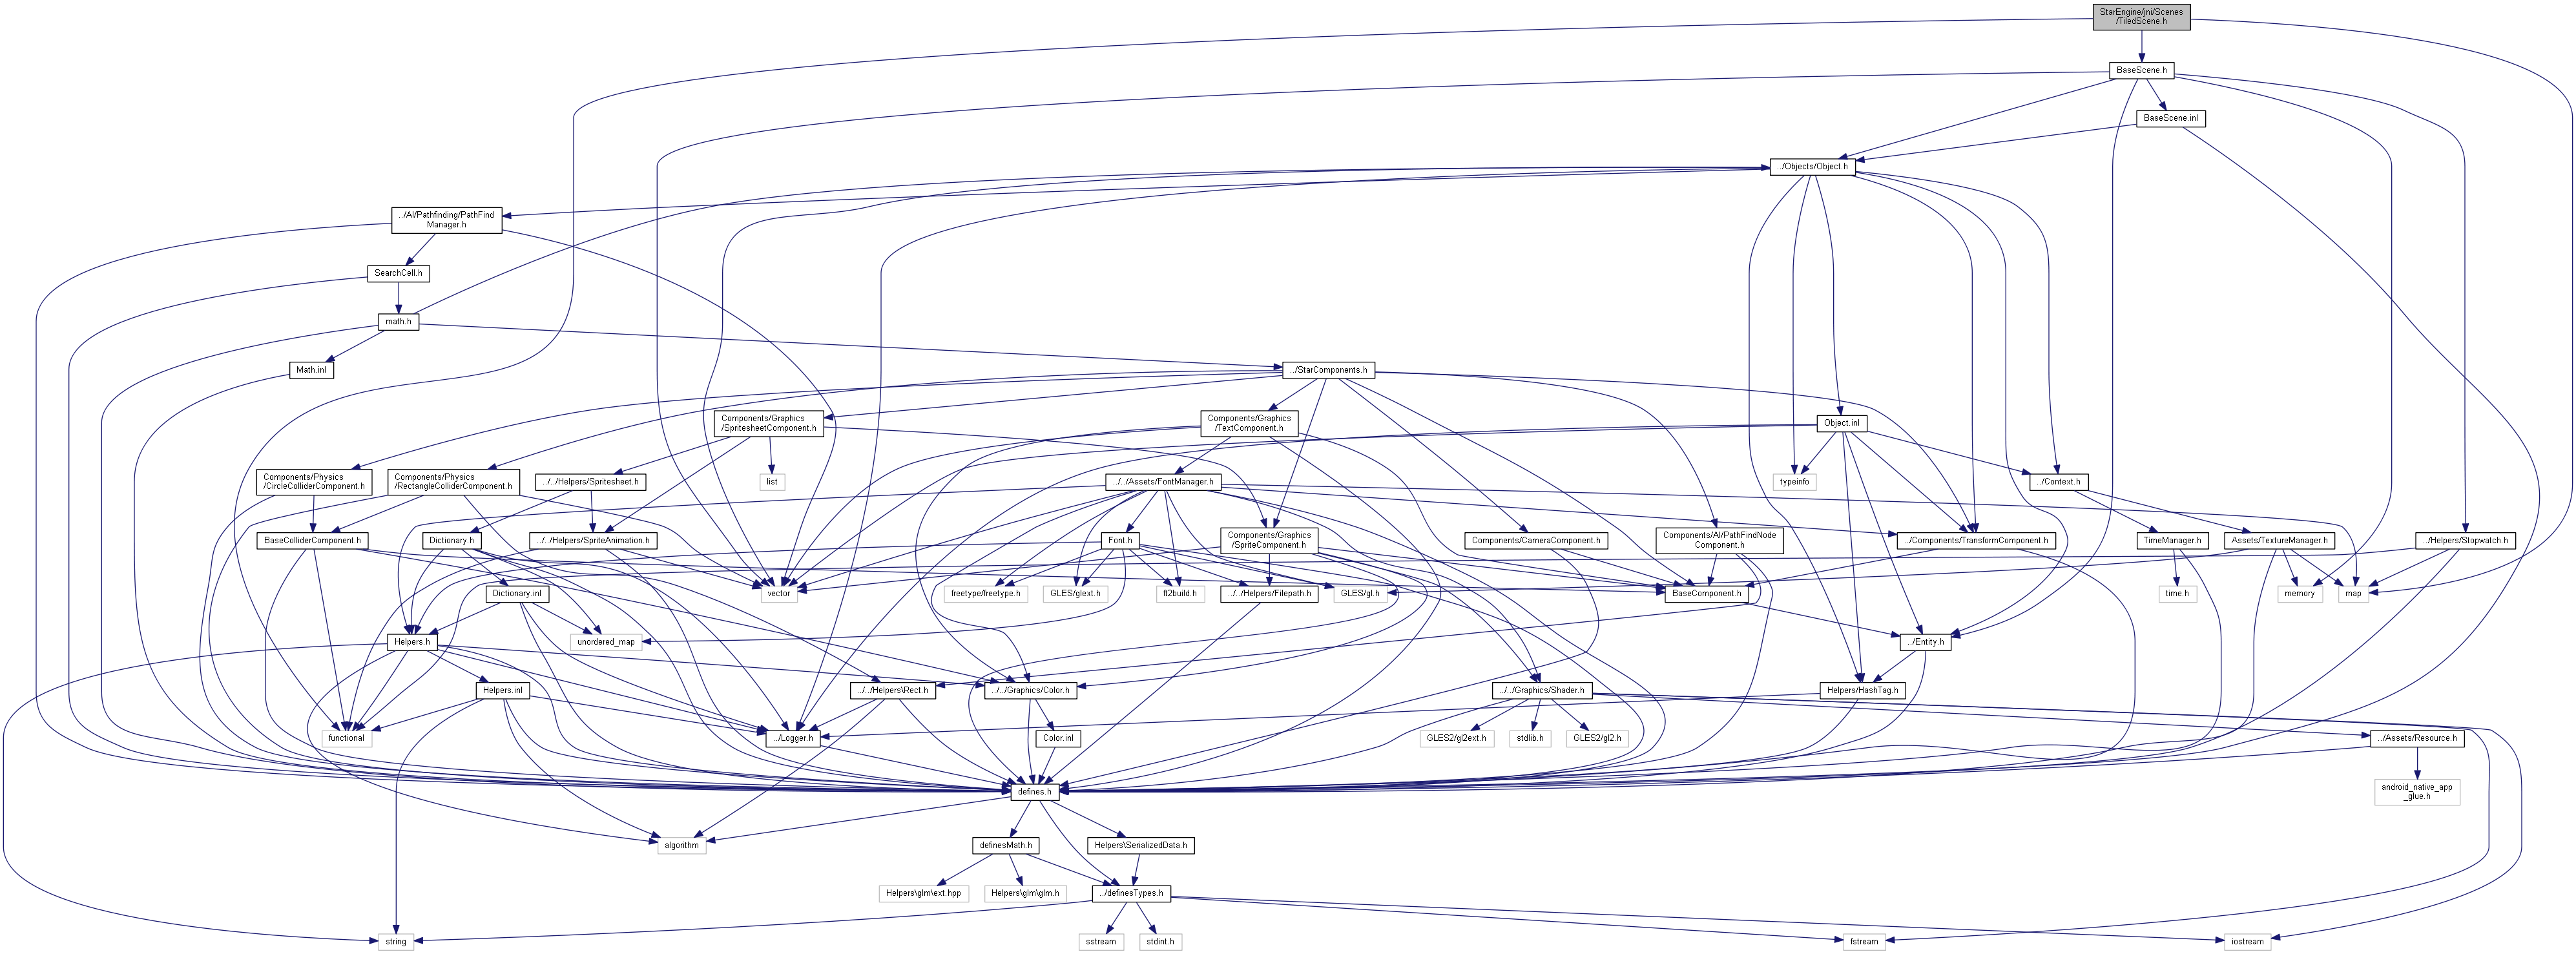 StarEngine/jni/Scenes
/TiledScene.h
BaseScene.h
BaseScene.inl
../Objects/Object.h
../AI/Pathfinding/PathFind
Manager.h
SearchCell.h
math.h
Math.inl
../StarComponents.h
Components/Graphics
/SpritesheetComponent.h
Components/Graphics
/TextComponent.h
Object.inl
Components/Physics
/CircleColliderComponent.h
Components/Physics
/RectangleColliderComponent.h
../../Helpers/Spritesheet.h
list
../../Assets/FontManager.h
typeinfo
../Context.h
BaseColliderComponent.h
Dictionary.h
../../Helpers/SpriteAnimation.h
Font.h
Components/Graphics
/SpriteComponent.h
Components/CameraComponent.h
Components/AI/PathFindNode
Component.h
../Components/TransformComponent.h
TimeManager.h
Assets/TextureManager.h
../Helpers/Stopwatch.h
Dictionary.inl
vector
freetype/freetype.h
GLES/glext.h
ft2build.h
../../Helpers/Filepath.h
GLES/gl.h
BaseComponent.h
time.h
memory
map
Helpers.h
unordered_map
../Entity.h
Helpers.inl
../../Helpers\Rect.h
../../Graphics/Color.h
../../Graphics/Shader.h
Helpers/HashTag.h
functional
../Logger.h
Color.inl
GLES2/gl2ext.h
stdlib.h
GLES2/gl2.h
../Assets/Resource.h
defines.h
android_native_app
_glue.h
algorithm
definesMath.h
Helpers\SerializedData.h
Helpers\glm\ext.hpp
Helpers\glm\glm.h
../definesTypes.h
string
sstream
stdint.h
fstream
iostream